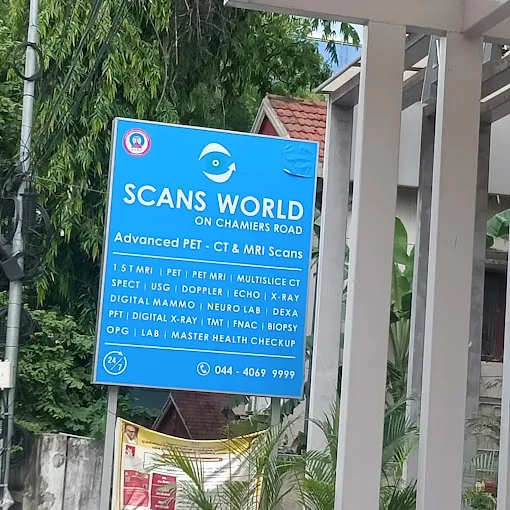 SCANS WORLD
ON CHAMIERS ROAD
Advanced PET - CT & MRI Scans
1 5 T MRI | PET | PET MRI | MULTISLICE CT
SPECT | USG | DOPPLER | ECHO | X-RAY
DIGITAL MAMMO | NEURO LAB | DEXA
PFT | DIGITAL X-RAY | TMT | FNAC | BIOPSY
OPG | LAB | MASTER HEALTH CHECKUP
24/7
044 - 4069 9999